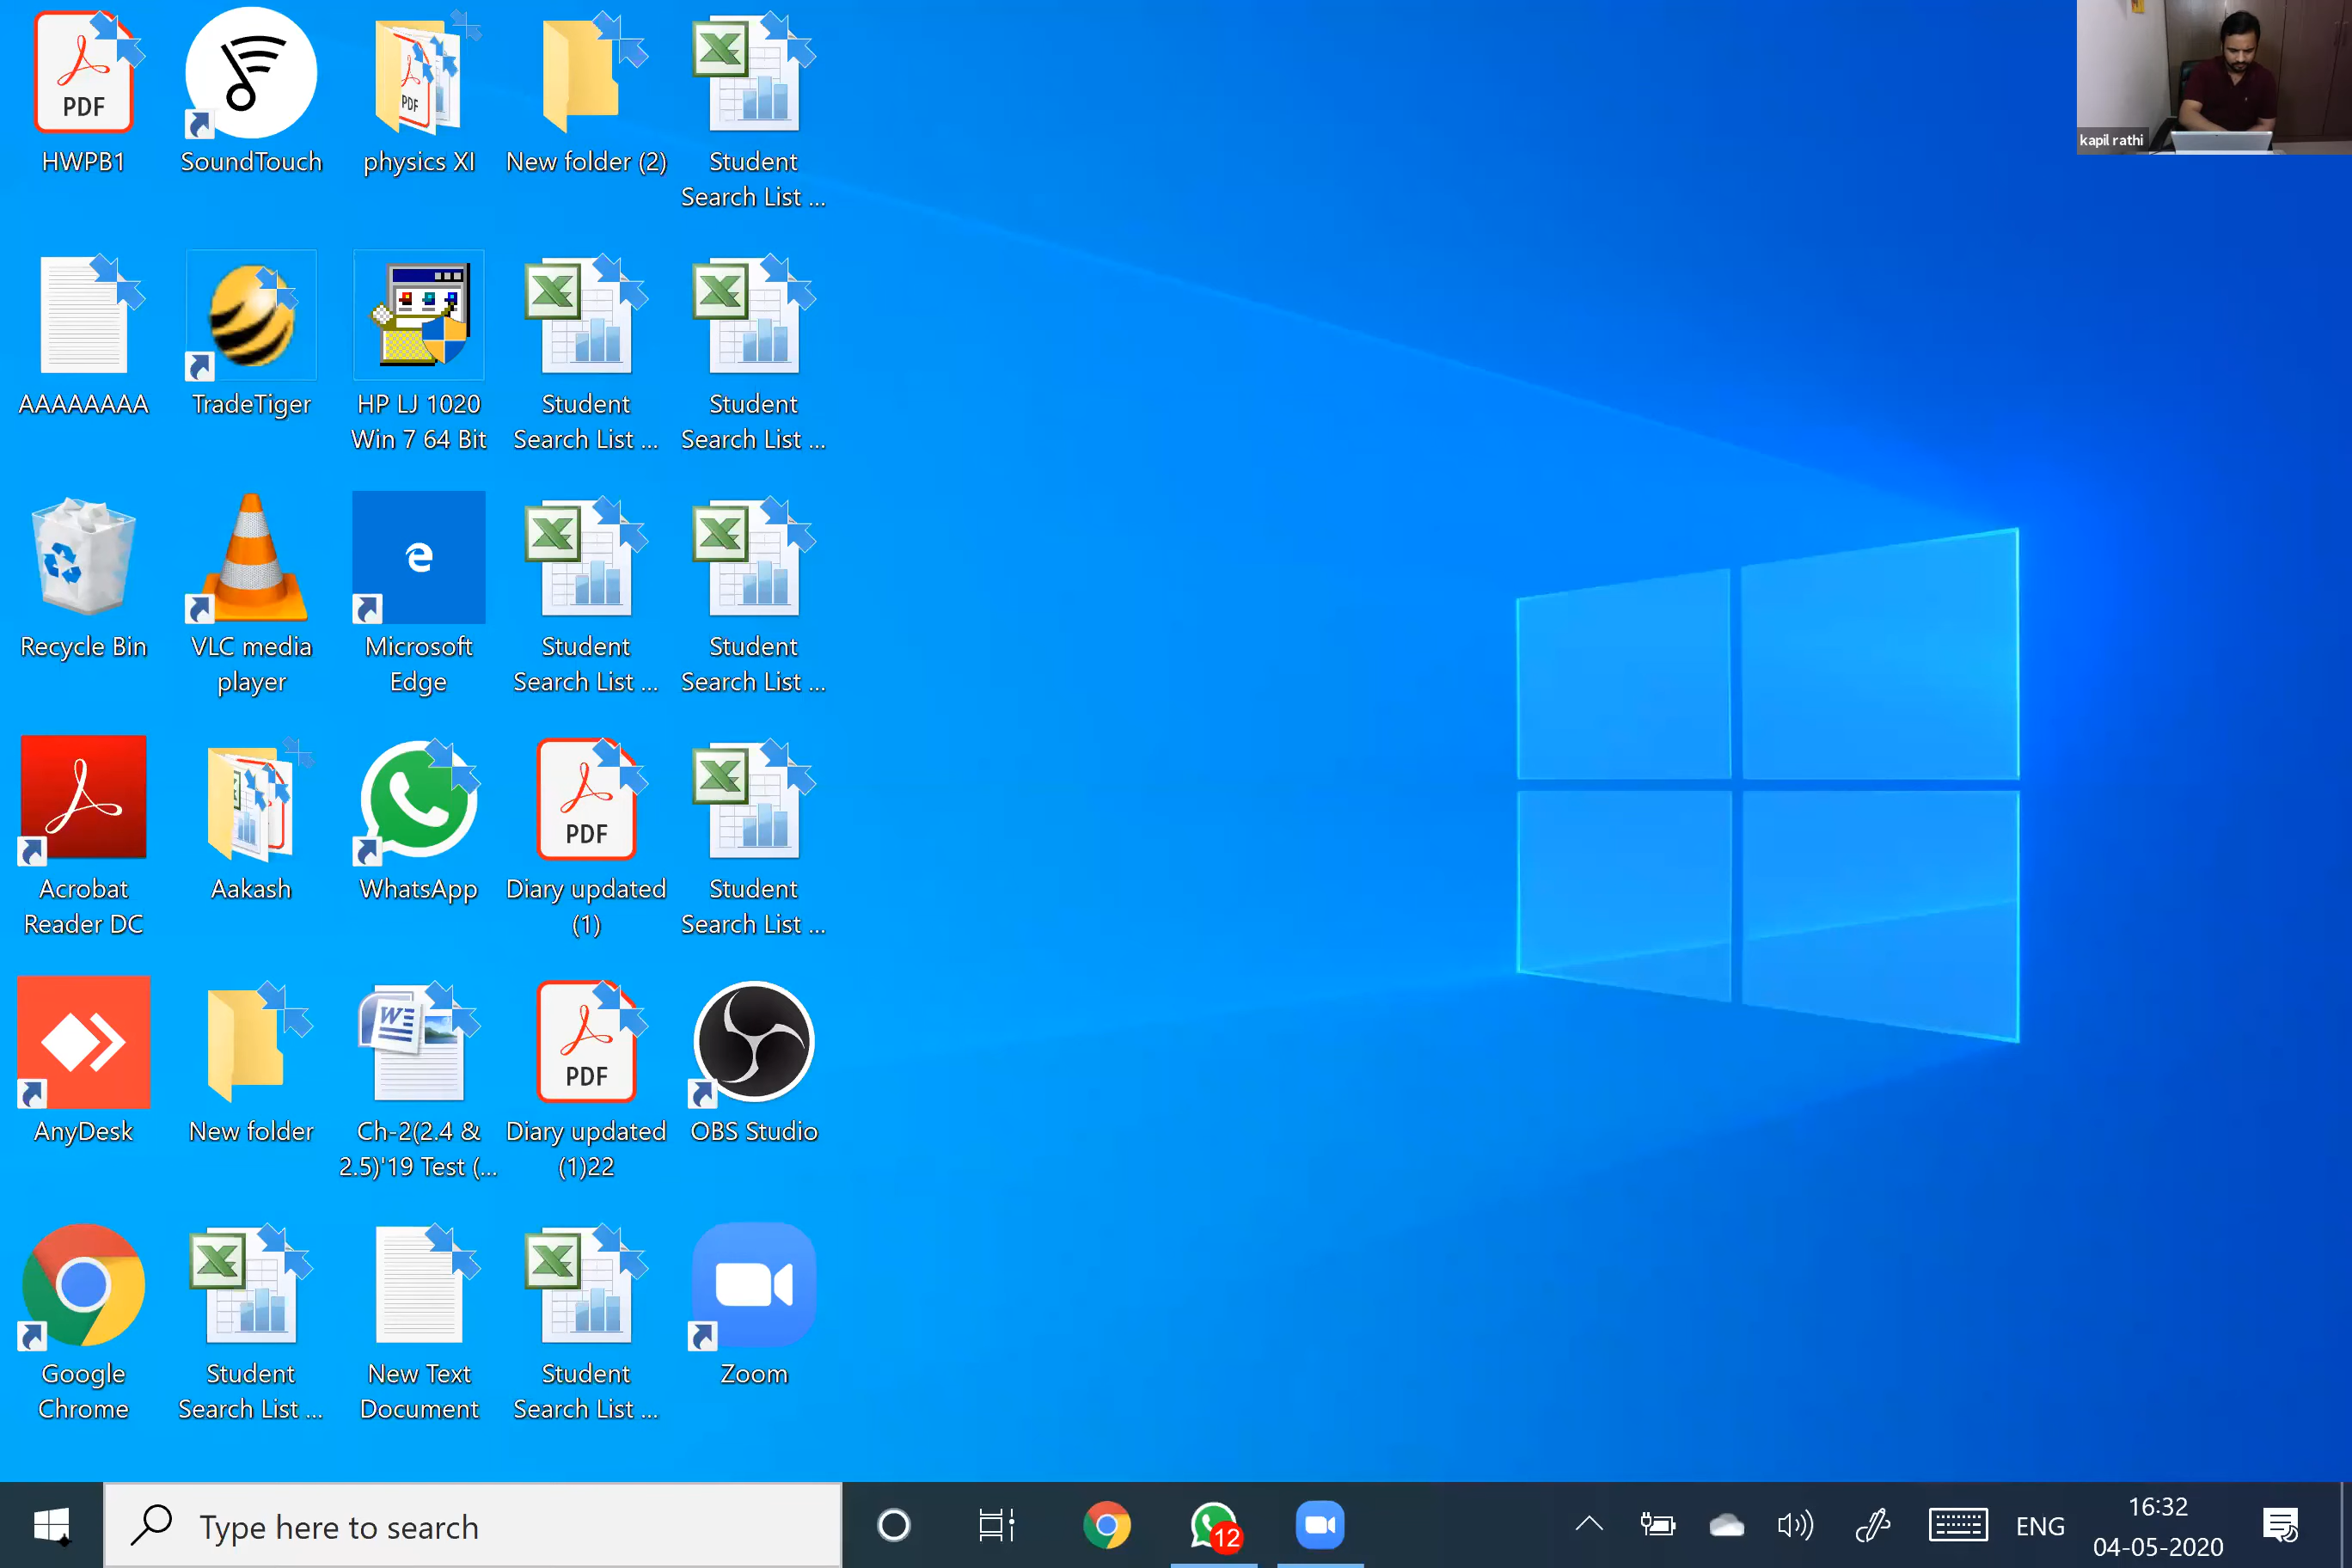 PDF
HWPB1
SoundTouch
PDF
physics XI
New folder (2)
Student
Search List ...
kapil rathi
AAAAAAAA
TradeTiger
HP LJ 1020
Win 7 64 Bit
Student
Search List ...
Student
Search List ...
Recycle Bin
VLC media
player
Microsoft
Edge
Student
Search List ...
Student
Search List ...
Acrobat
Reader DC
Aakash
WhatsApp
PDF
Diary updated
(1)
Student
Search List ...
AnyDesk
New folder
Ch-2(2.4 &
2.5)'19 Test (...
PDF
Diary updated
(1)22
OBS Studio
Google
Chrome
Student
Search List ...
New Text
Document
Student
Search List ...
Zoom
Type here to search
12
ENG
16:32
04-05-2020